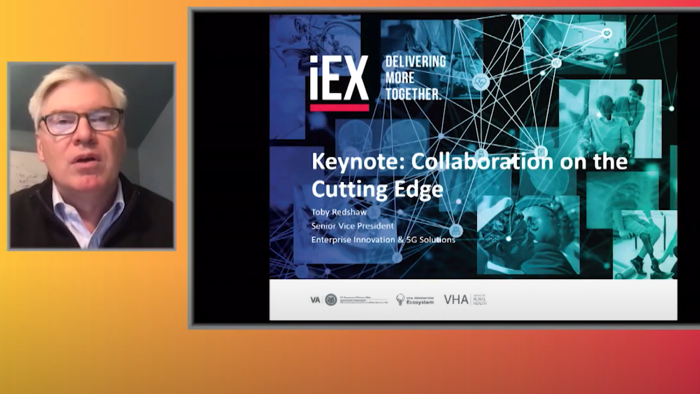 iEX
DELIVERING
MORE
TOGETHER.
Keynote: Collaboration on the
Cutting Edge
Toby Redshaw
Senior Vice President
Enterprise Innovation & 5G Solutions
VA
Ecosystem
VHA